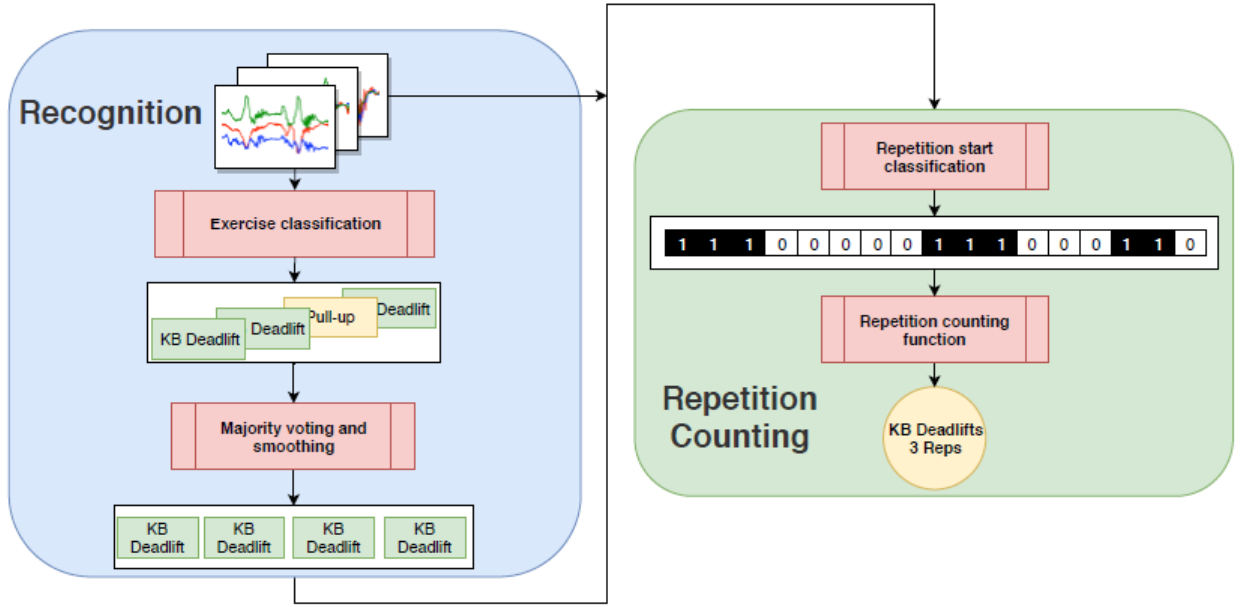 Recognition
Exercise classification
KB Deadlift
Deadlift
Pull-up
Deadlift
Majority voting and
smoothing
KB
Deadlift
KB
Deadlift
KB
Deadlift
KB
Deadlift
Repetition start
classification
1 1 1 0 0 0 0 0 1 1 1 0 0 0 1 1 0
Repetition counting
function
KB Deadlifts
3 Reps
Repetition
Counting